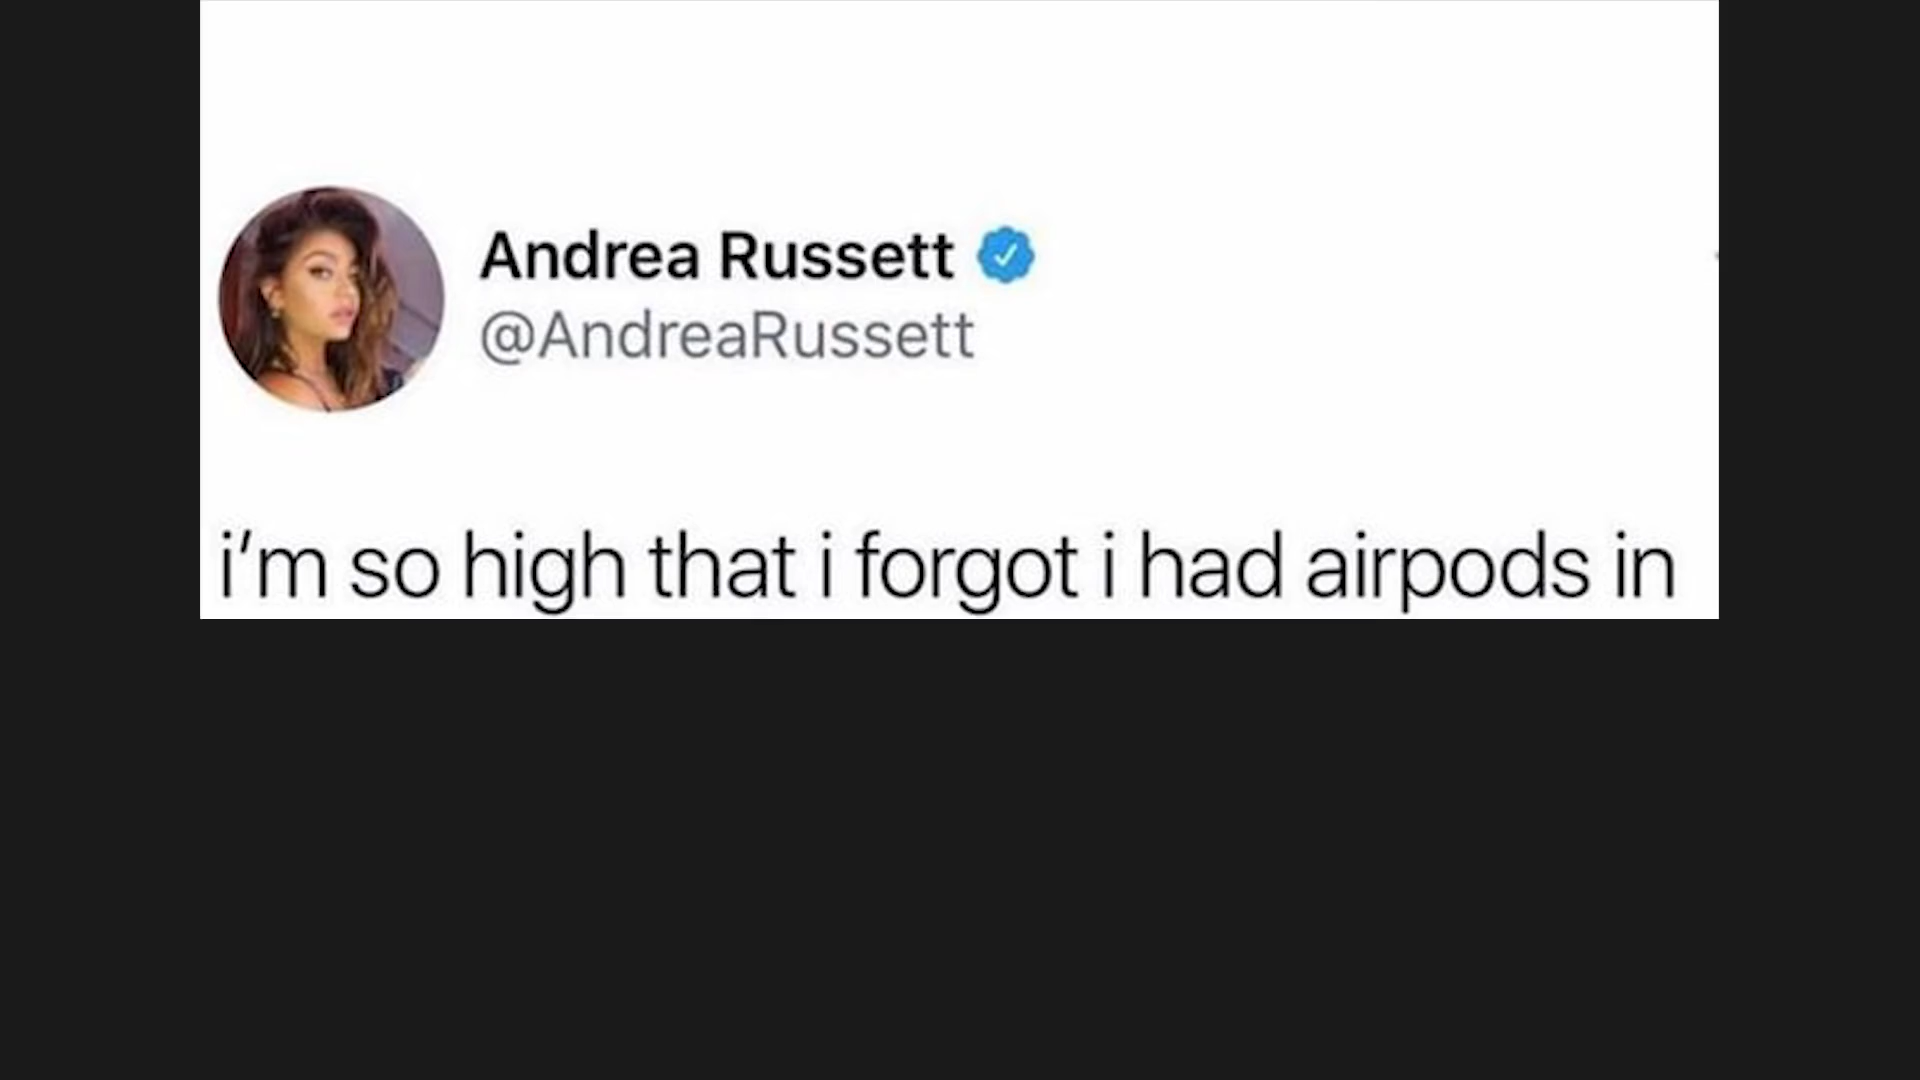 Andrea Russett
@AndreaRussett
i'm so high that i forgot i had airpods in